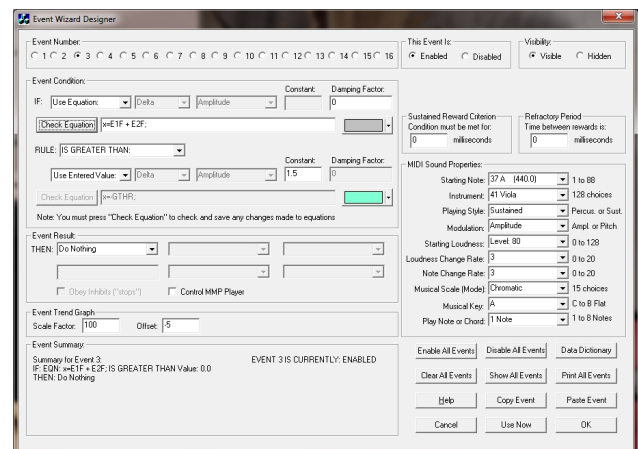 Event Wizard Designer
Event Number:
1 2 3 4 5 6 7 8 9 10 11 12 13 14 15 16
This Event Is:
Enabled Disabled
Visibility:
Visible Hidden
Event Condition:
Constant: Damping Factor:
IF: Use Equation: Delta Amplitude 0
Check Equation x=E1F + E2F;
RULE: IS GREATER THAN:
Constant: Damping Factor:
Use Entered Value: Delta Amplitude 1.5 0
Check Equation x=GTHR;
Note: You must press "Check Equation" to check and save any changes made to equations
Sustained Reward Criterion
Condition must be met for:
0 milliseconds
Refractory Period
Time between rewards is:
0 milliseconds
MIDI Sound Properties:
Starting Note: 37 A (440.0) 1 to 88
Instrument: 41 Viola 128 choices
Playing Style: Sustained Percus. or Sust.
Modulation: Amplitude Ampl. or Pitch
Starting Loudness: Level: 80 0 to 128
Loudness Change Rate: 3 0 to 20
Note Change Rate: 3 0 to 20
Musical Scale (Mode): Chromatic 15 choices
Musical Key: A C to B Flat
Play Note or Chord: 1 Note 1 to 8 Notes
Event Result:
THEN: Do Nothing
Obey Inhibits ("stops") Control MMP Player
Event Trend Graph
Scale Factor: 100 Offset: -5
Event Summary:
Summary for Event 3: EVENT 3 IS CURRENTLY: ENABLED
IF: EQN: x=E1F + E2F; IS GREATER THAN Value: 0.0
THEN: Do Nothing
Enable All Events Disable All Events Data Dictionary
Clear All Events Show All Events Print All Events
Help Copy Event Paste Event
Cancel Use Now OK